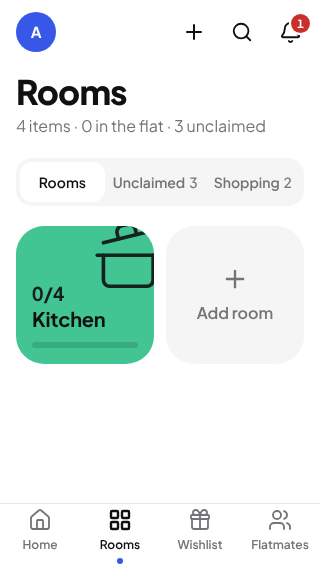 A
1
Rooms
4 items · 0 in the flat · 3 unclaimed
Rooms
Unclaimed 3
Shopping 2
0/4
Kitchen
Add room
Home
Rooms
Wishlist
Flatmates